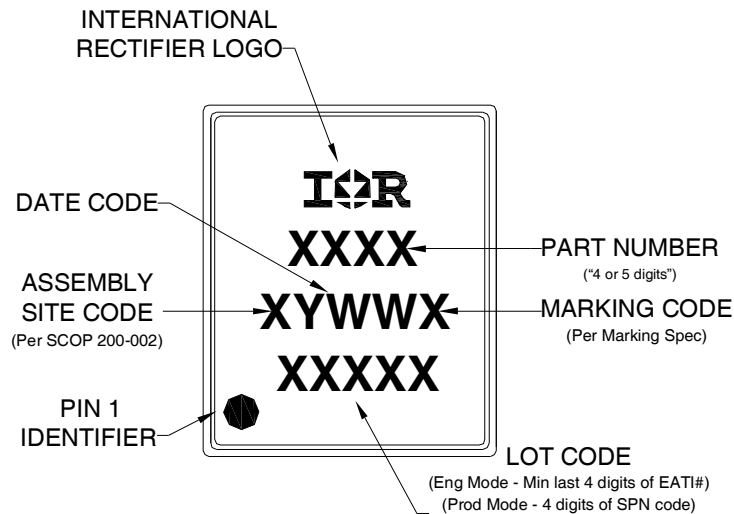 INTERNATIONAL
RECTIFIER LOGO
IOR
DATE CODE
XXXX
PART NUMBER
(“4 or 5 digits”)
ASSEMBLY
SITE CODE
(Per SCOP 200-002)
XYWWX
MARKING CODE
(Per Marking Spec)
XXXXX
PIN 1
IDENTIFIER
LOT CODE
(Eng Mode - Min last 4 digits of EATI#)
(Prod Mode - 4 digits of SPN code)